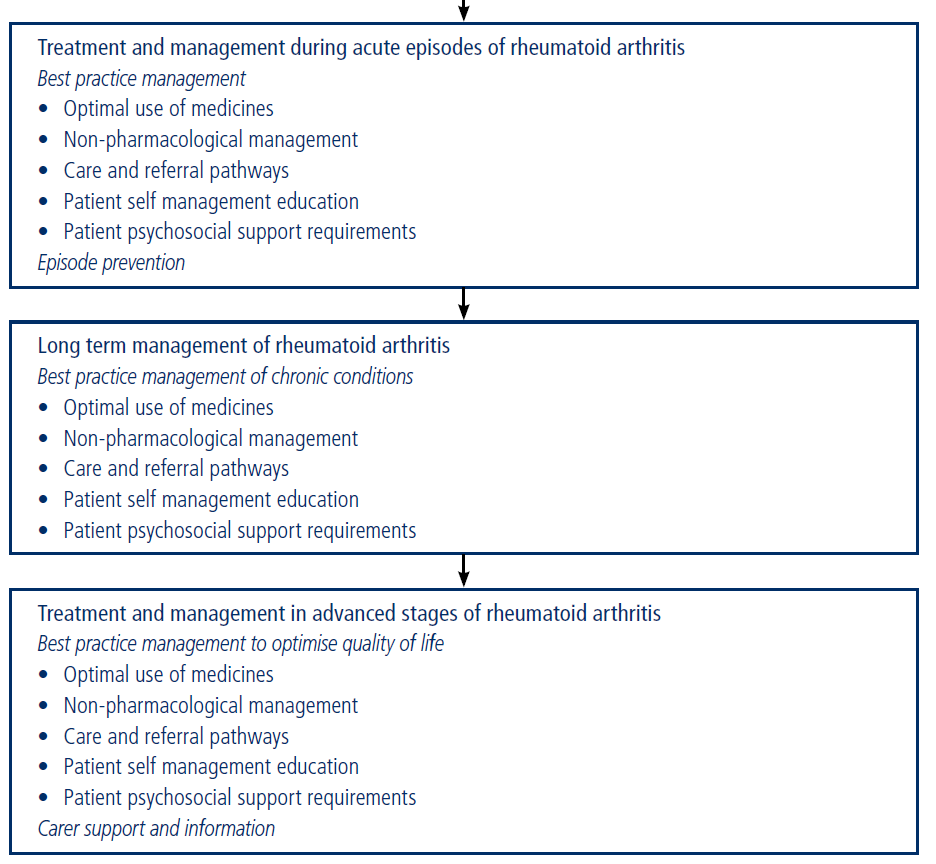 Treatment and management during acute episodes of rheumatoid arthritis
Best practice management
• Optimal use of medicines
• Non-pharmacological management
• Care and referral pathways
• Patient self management education
• Patient psychosocial support requirements
Episode prevention
Long term management of rheumatoid arthritis
Best practice management of chronic conditions
• Optimal use of medicines
• Non-pharmacological management
• Care and referral pathways
• Patient self management education
• Patient psychosocial support requirements
Treatment and management in advanced stages of rheumatoid arthritis
Best practice management to optimise quality of life
• Optimal use of medicines
• Non-pharmacological management
• Care and referral pathways
• Patient self management education
• Patient psychosocial support requirements
Carer support and information